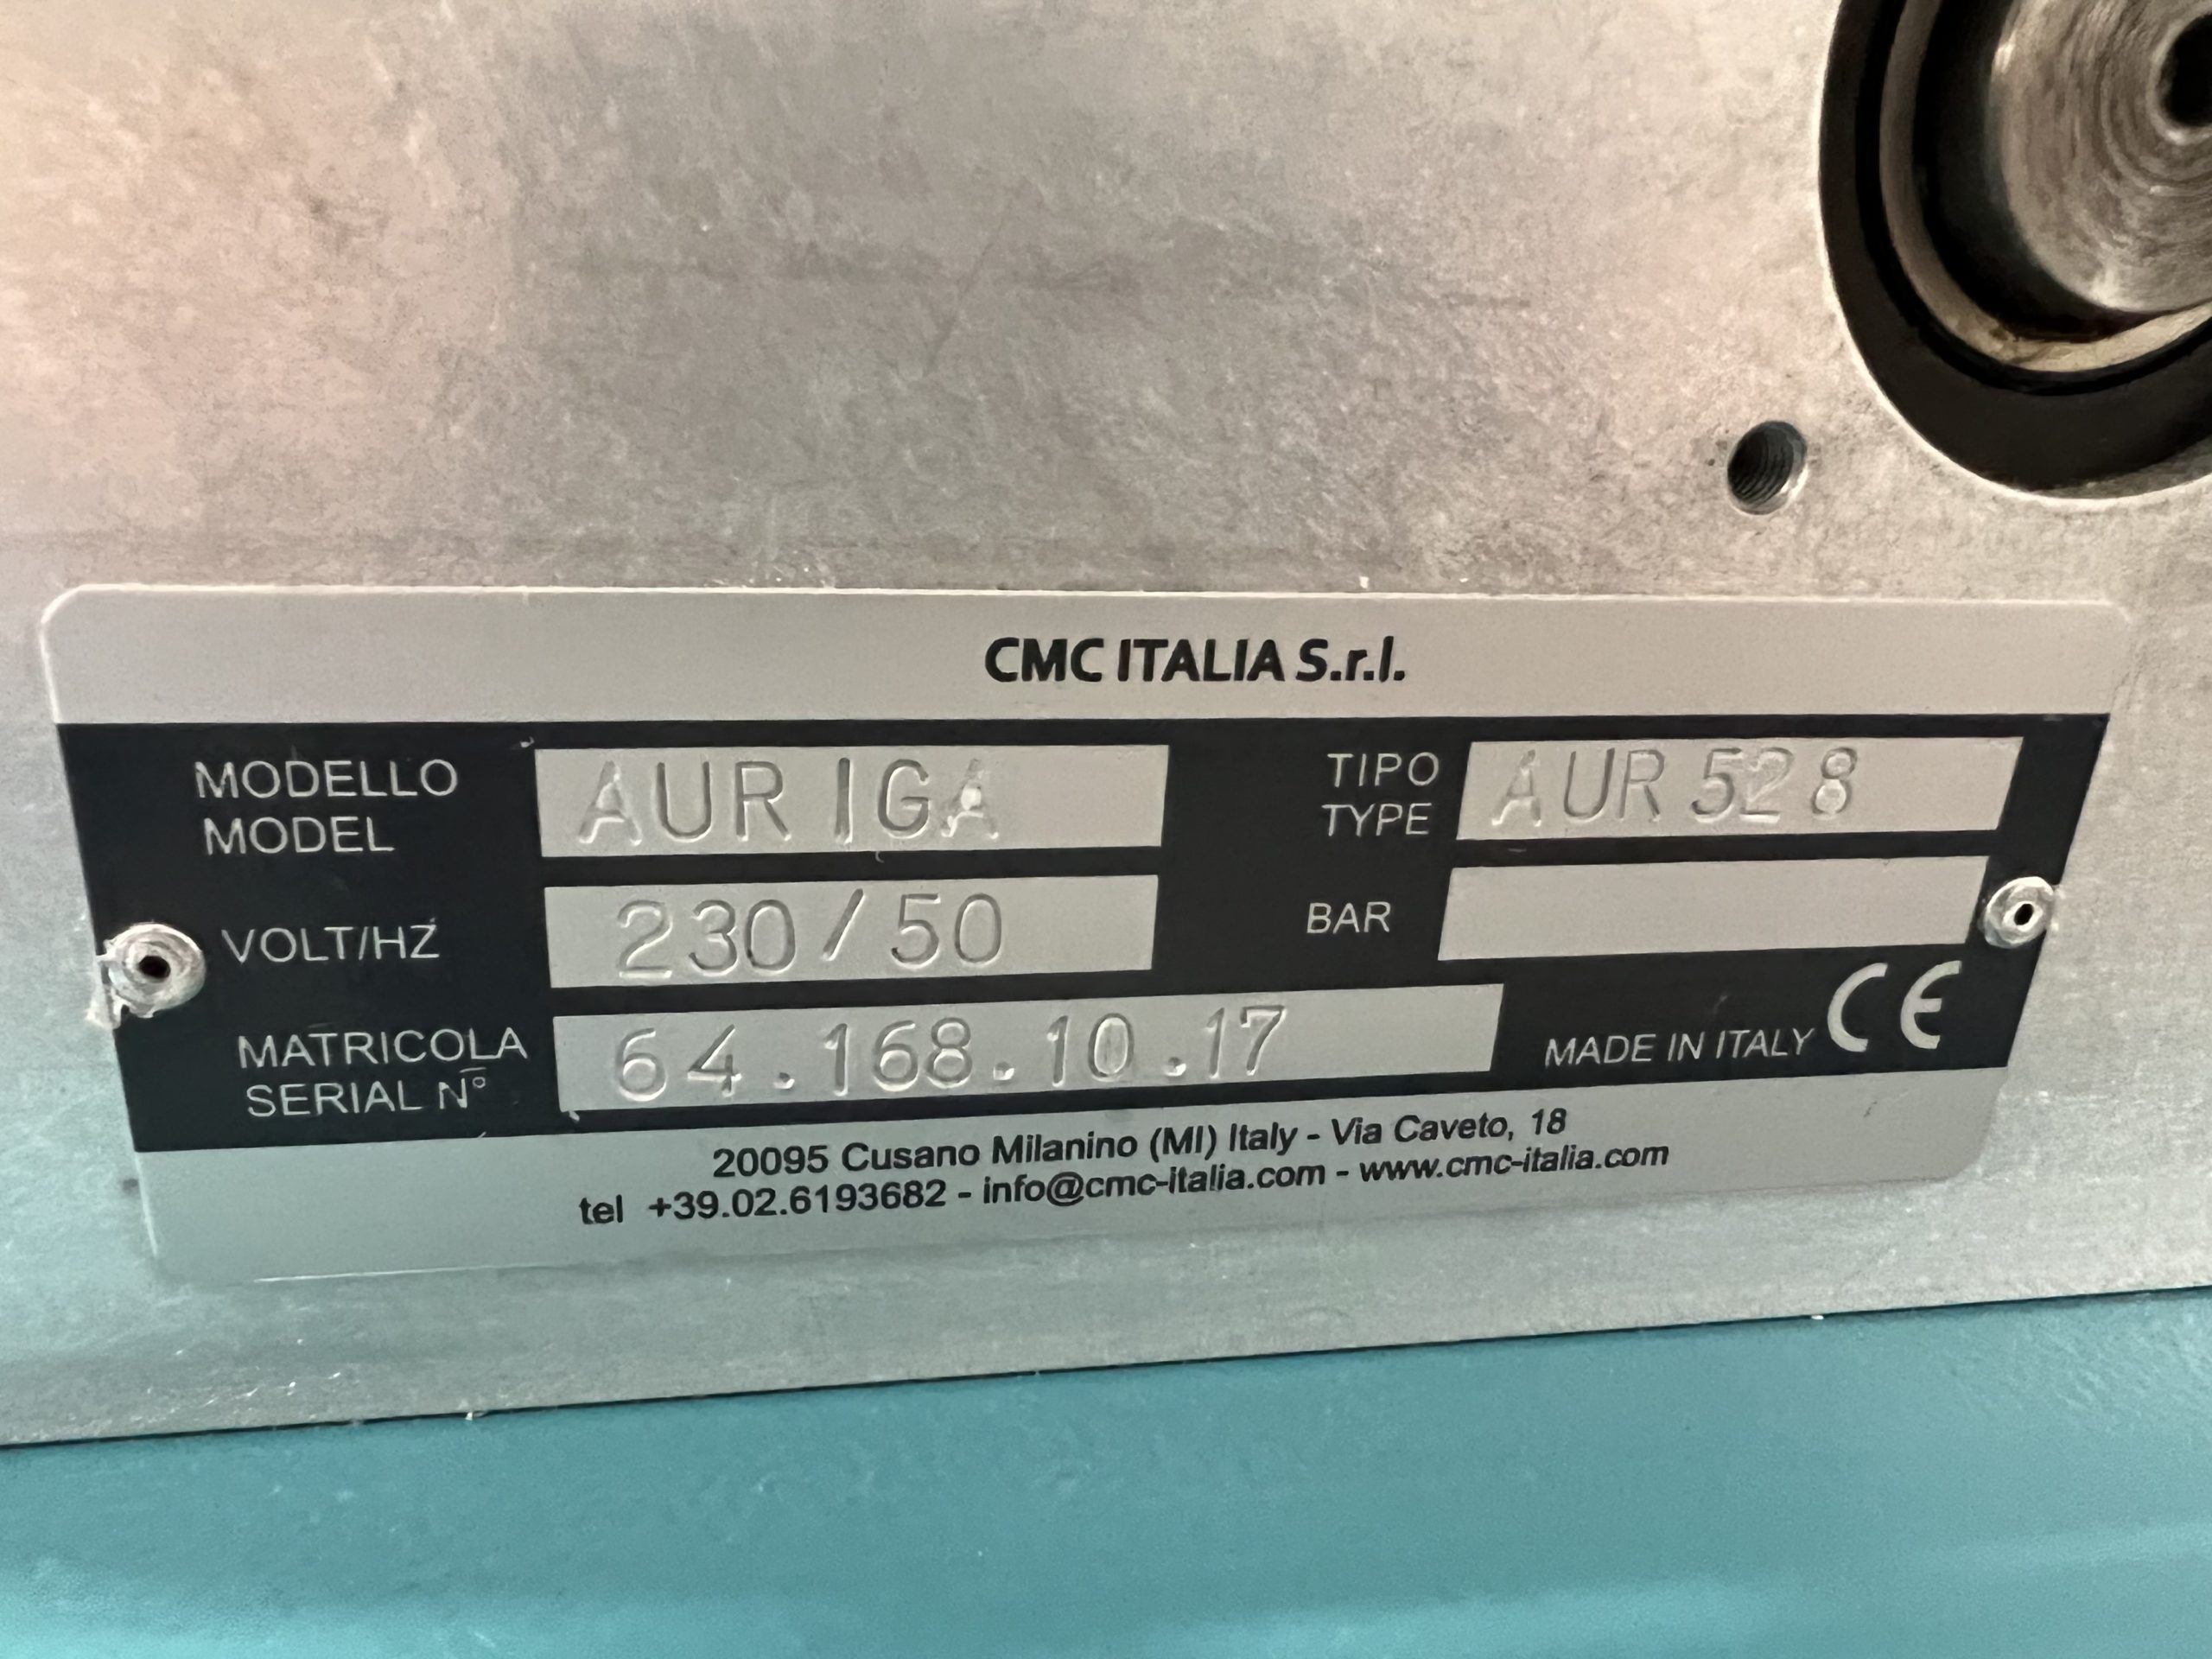 CMC ITALIA S.r.l.
MODELLO
MODEL
AURIGA
TIPO
TYPE
AUR 528
VOLT/HZ
230/50
BAR
MATRICOLA
SERIAL N°
64.168.10.17
MADE IN ITALY CE
20095 Cusano Milanino (MI) Italy - Via Caveto, 18
tel +39.02.6193682 - info@cmc-italia.com - www.cmc-italia.com